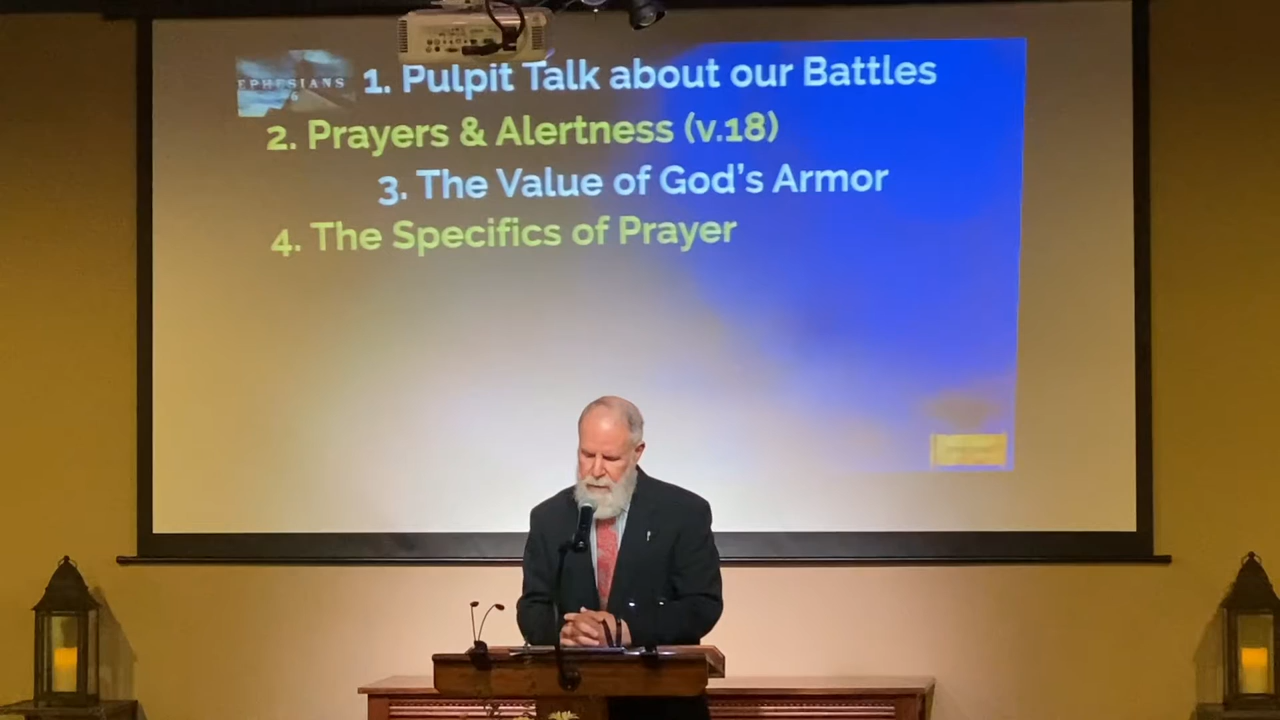 EPHESIANS
6
1. Pulpit Talk about our Battles
2. Prayers & Alertness (v.18)
3. The Value of God's Armor
4. The Specifics of Prayer